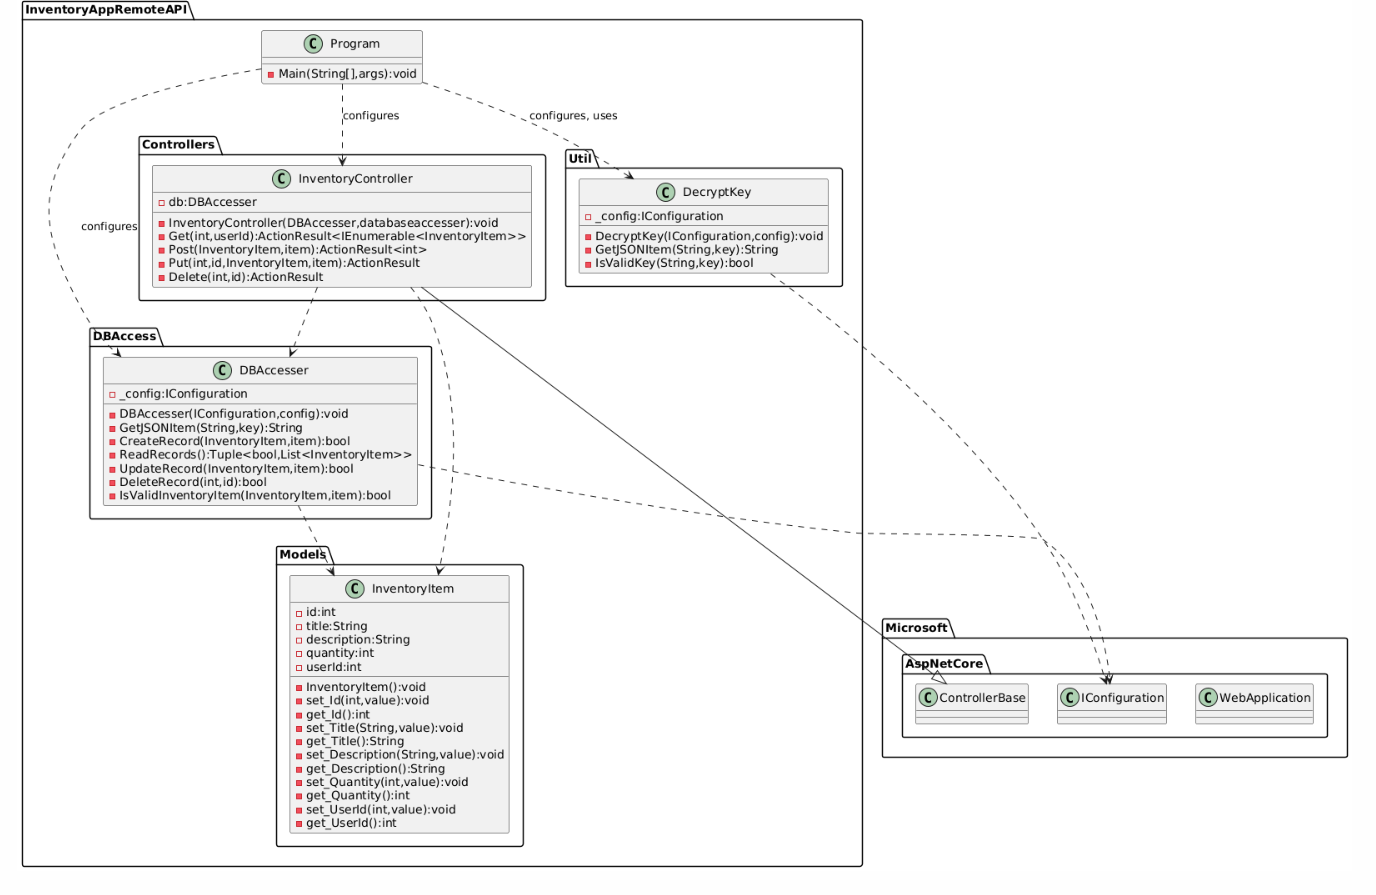 InventoryAppRemoteAPI
C Program
Main(String[],args):void
configures
configures, uses
configures
Controllers
C InventoryController
db:DBAccesser
InventoryController(DBAccesser,databaseaccesser):void
Get(int,userId):ActionResult<IEnumerable<InventoryItem>>
Post(InventoryItem,item):ActionResult<int>
Put(int,id,InventoryItem,item):ActionResult
Delete(int,id):ActionResult
Util
C DecryptKey
_config:IConfiguration
DecryptKey(IConfiguration,config):void
GetJSONItem(String,key):String
IsValidKey(String,key):bool
DBAccess
C DBAccesser
_config:IConfiguration
DBAccesser(IConfiguration,config):void
GetJSONItem(String,key):String
CreateRecord(InventoryItem,item):bool
ReadRecords():Tuple<bool,List<InventoryItem>>
UpdateRecord(InventoryItem,item):bool
DeleteRecord(int,id):bool
IsValidInventoryItem(InventoryItem,item):bool
Models
C InventoryItem
id:int
title:String
description:String
quantity:int
userId:int
InventoryItem():void
set_Id(int,value):void
get_Id():int
set_Title(String,value):void
get_Title():String
set_Description(String,value):void
get_Description():String
set_Quantity(int,value):void
get_Quantity():int
set_UserId(int,value):void
get_UserId():int
Microsoft
AspNetCore
C ControllerBase
C IConfiguration
C WebApplication